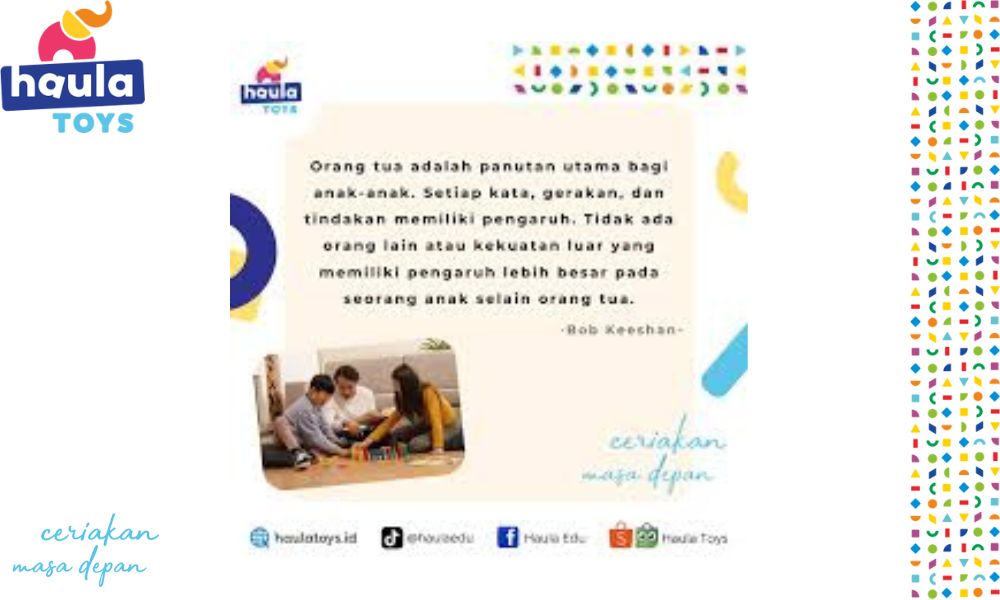 haula
TOYS
haula
TOYS
Orang tua adalah panutan utama bagi
anak-anak. Setiap kata, gerakan, dan
tindakan memiliki pengaruh. Tidak ada
orang lain atau kekuatan luar yang
memiliki pengaruh lebih besar pada
seorang anak selain orang tua.
-Bob Keeshan-
ceriakan
masa depan
haulatoys.id @haulaedu Haula Edu Haula Toys
ceriakan
masa depan